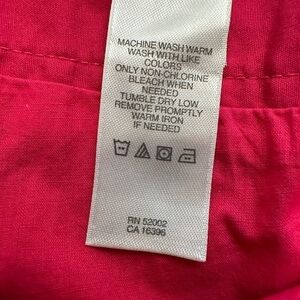 MACHINE WASH WARM
WASH WITH LIKE
COLORS
ONLY NON-CHLORINE
BLEACH WHEN
NEEDED
TUMBLE DRY LOW
REMOVE PROMPTLY
WARM IRON
IF NEEDED
RN 52002
CA 16396